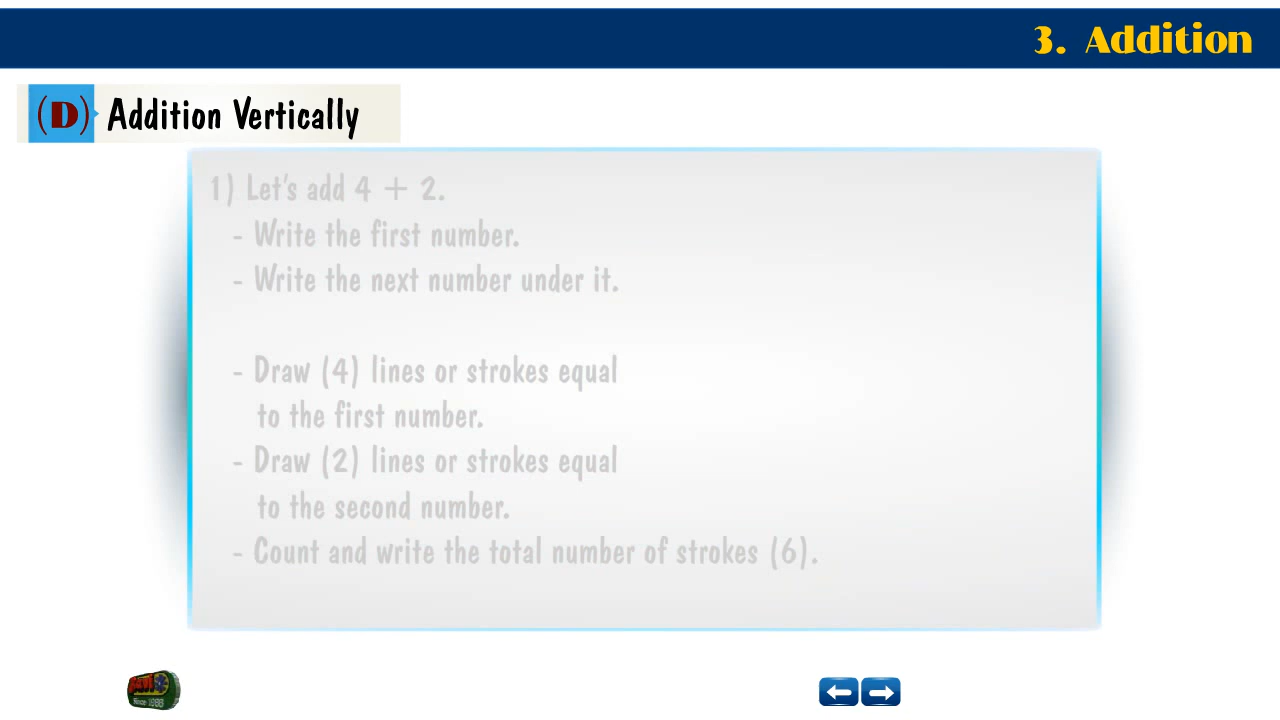 3. Addition
(D) Addition Vertically
1) Let's add 4 + 2.
- Write the first number.
- Write the next number under it.
- Draw (4) lines or strokes equal
to the first number.
- Draw (2) lines or strokes equal
to the second number.
- Count and write the total number of strokes (6).
Since 1988